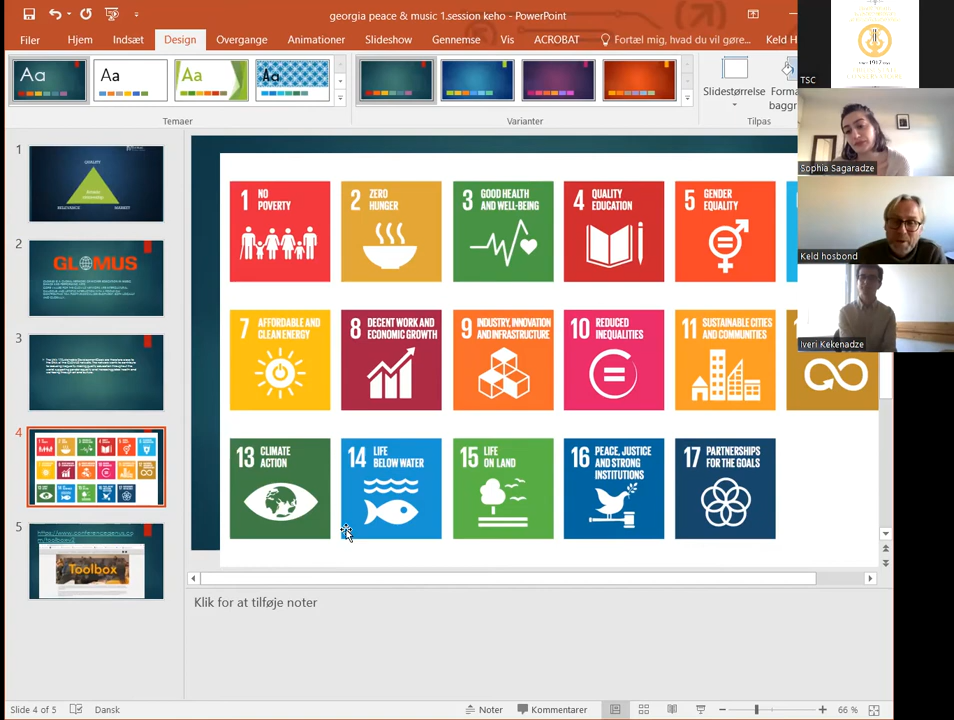 georgia peace & music 1.session keho - PowerPoint
Filer Hjem Indsæt Design Overgange Animationer Slideshow Gennemse Vis ACROBAT Fortæl mig, hvad du vil gøre... Keld H
Aa Aa Aa Aa
Slidestørrelse
Forma
baggr
Temaer Varianter Tilpas
TSC
Sophia Sagaradze
Keld hosbond
Iveri Kekenadze
1
QUALITY
RELEVANCE MARKET
2
GLOMUS
3
4
5
Toolbox
1 NO
POVERTY
2 ZERO
HUNGER
3 GOOD HEALTH
AND WELL-BEING
4 QUALITY
EDUCATION
5 GENDER
EQUALITY
7 AFFORDABLE AND
CLEAN ENERGY
8 DECENT WORK AND
ECONOMIC GROWTH
9 INDUSTRY, INNOVATION
AND INFRASTRUCTURE
10 REDUCED
INEQUALITIES
11 SUSTAINABLE CITIES
AND COMMUNITIES
13 CLIMATE
ACTION
14 LIFE
BELOW WATER
15 LIFE
ON LAND
16 PEACE, JUSTICE
AND STRONG
INSTITUTIONS
17 PARTNERSHIPS
FOR THE GOALS
Klik for at tilføje noter
Slide 4 of 5 Dansk Noter Kommentarer 66 %